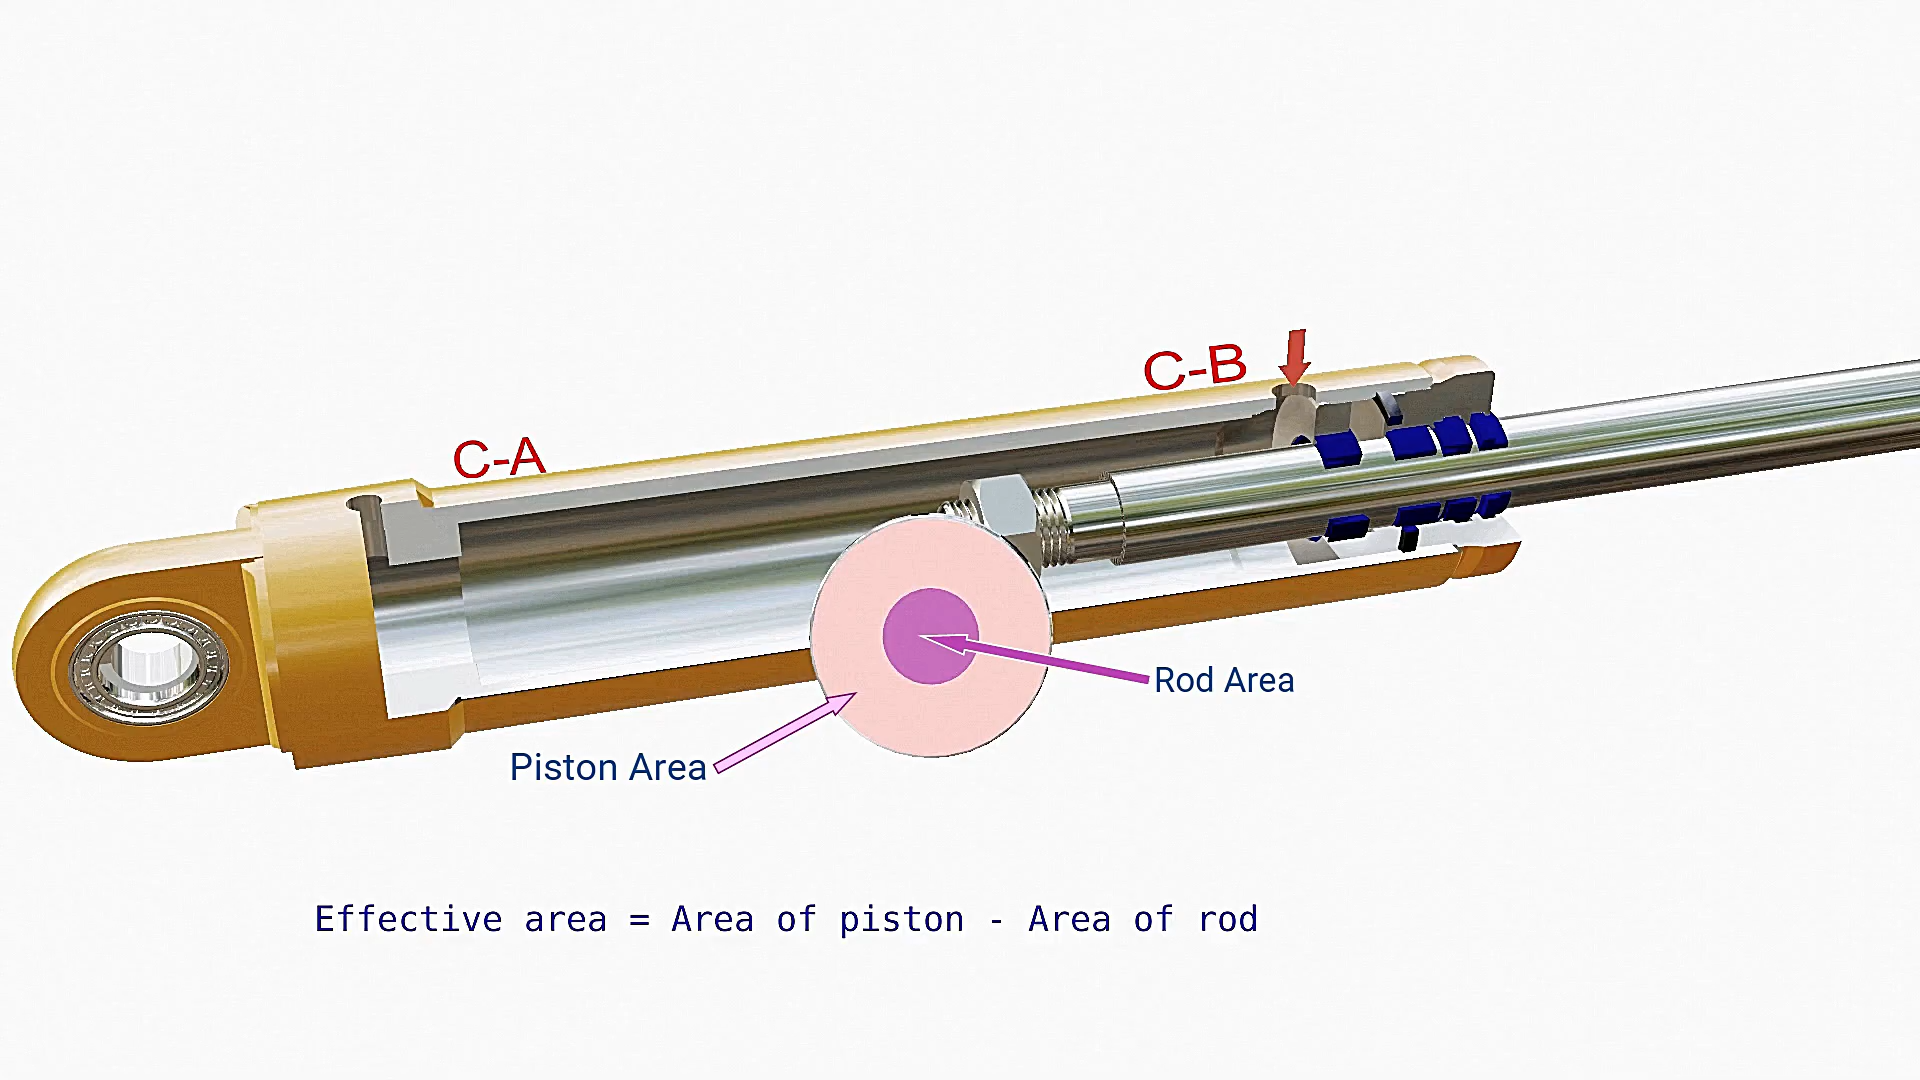 C-B
C-A
Rod Area
Piston Area
Effective area = Area of piston - Area of rod